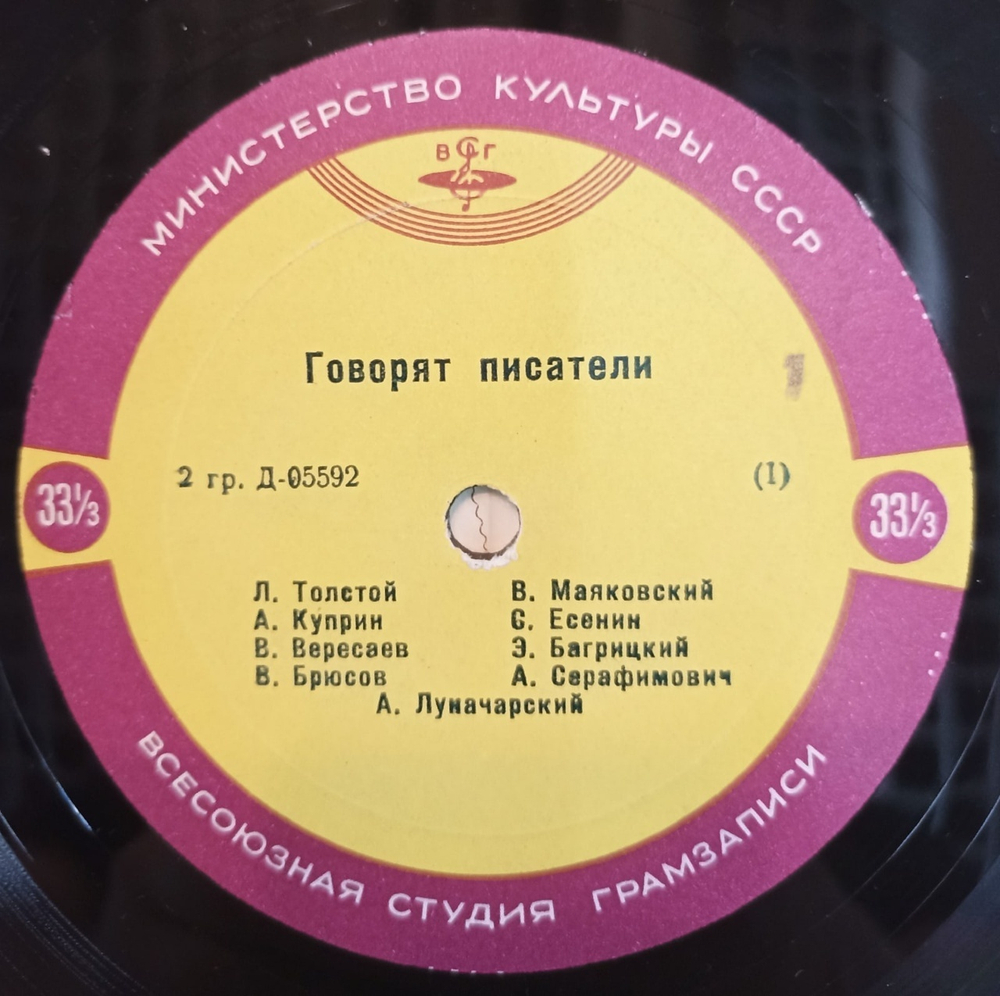 МИНИСТЕРСТВО КУЛЬТУРЫ СССР
ВСГ
Говорят писатели
1
2 гр. Д-05592 (I)
33⅓ 33⅓
Л. Толстой В. Маяковский
А. Куприн С. Есенин
В. Вересаев Э. Багрицкий
В. Брюсов А. Серафимович
А. Луначарский
ВСЕСОЮЗНАЯ СТУДИЯ ГРАМЗАПИСИ